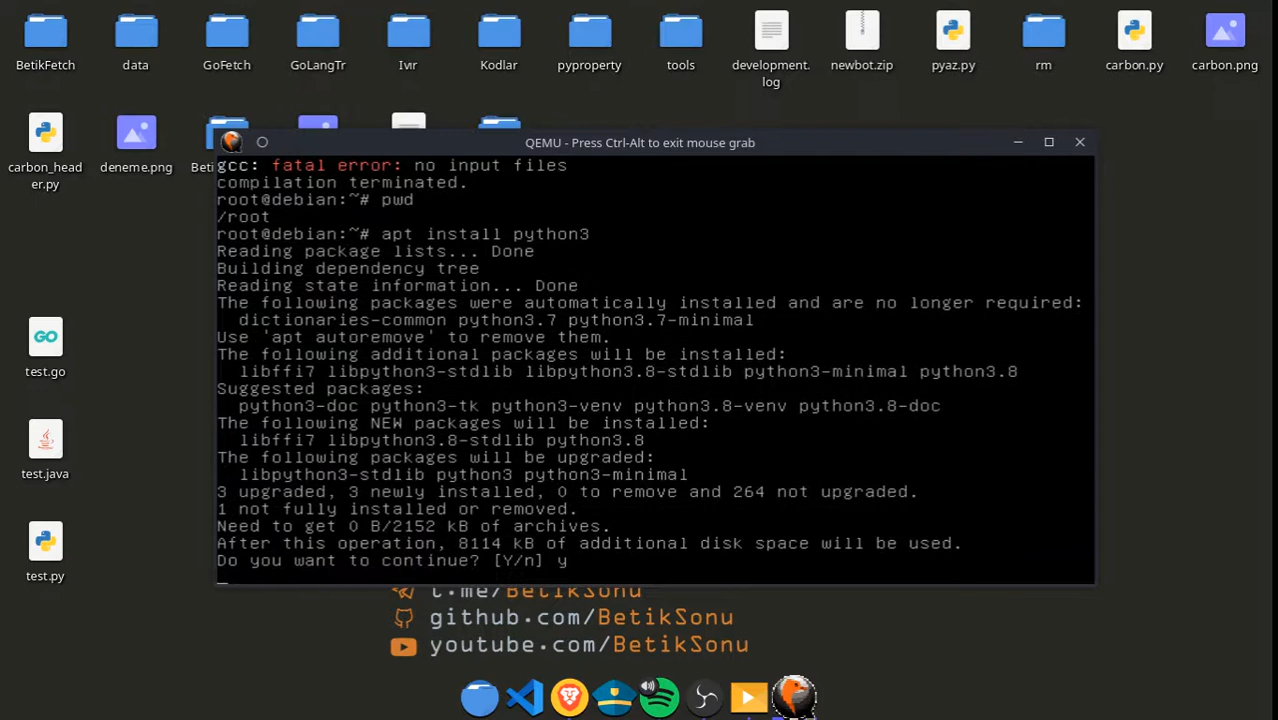 BetikFetch
data
GoFetch
GoLangTr
Ivır
Kodlar
pyproperty
tools
development.
log
newbot.zip
pyaz.py
rm
carbon.py
carbon.png
carbon_head
er.py
deneme.png
Beti
QEMU - Press Ctrl-Alt to exit mouse grab
gcc: fatal error: no input files
compilation terminated.
root@debian:~# pwd
/root
root@debian:~# apt install python3
Reading package lists... Done
Building dependency tree
Reading state information... Done
The following packages were automatically installed and are no longer required:
dictionaries-common python3.7 python3.7-minimal
Use 'apt autoremove' to remove them.
The following additional packages will be installed:
libffi7 libpython3-stdlib libpython3.8-stdlib python3-minimal python3.8
Suggested packages:
python3-doc python3-tk python3-venv python3.8-venv python3.8-doc
The following NEW packages will be installed:
libffi7 libpython3.8-stdlib python3.8
The following packages will be upgraded:
libpython3-stdlib python3 python3-minimal
3 upgraded, 3 newly installed, 0 to remove and 264 not upgraded.
1 not fully installed or removed.
Need to get 0 B/2152 kB of archives.
After this operation, 8114 kB of additional disk space will be used.
Do you want to continue? [Y/n] y
GO
test.go
test.java
test.py
t.me/BetikSonu
github.com/BetikSonu
youtube.com/BetikSonu